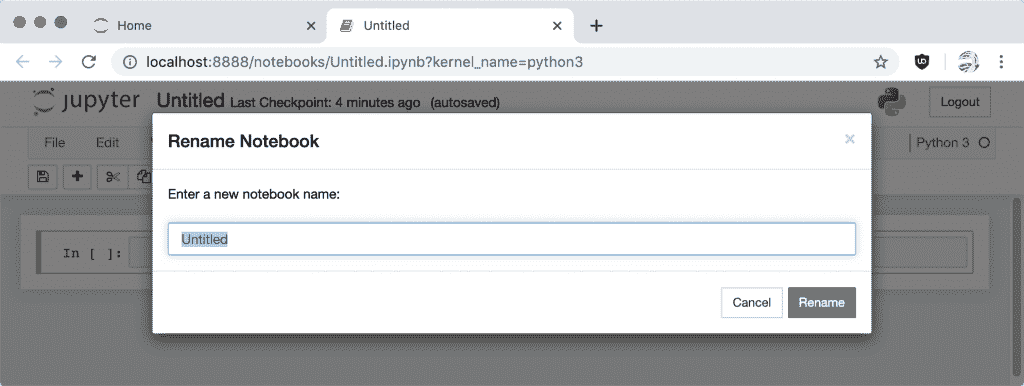 Home
Untitled
localhost:8888/notebooks/Untitled.ipynb?kernel_name=python3
jupyter Untitled Last Checkpoint: 4 minutes ago (autosaved) Logout
File Edit Python 3
Rename Notebook
Enter a new notebook name:
Untitled
In [ ]:
Cancel Rename